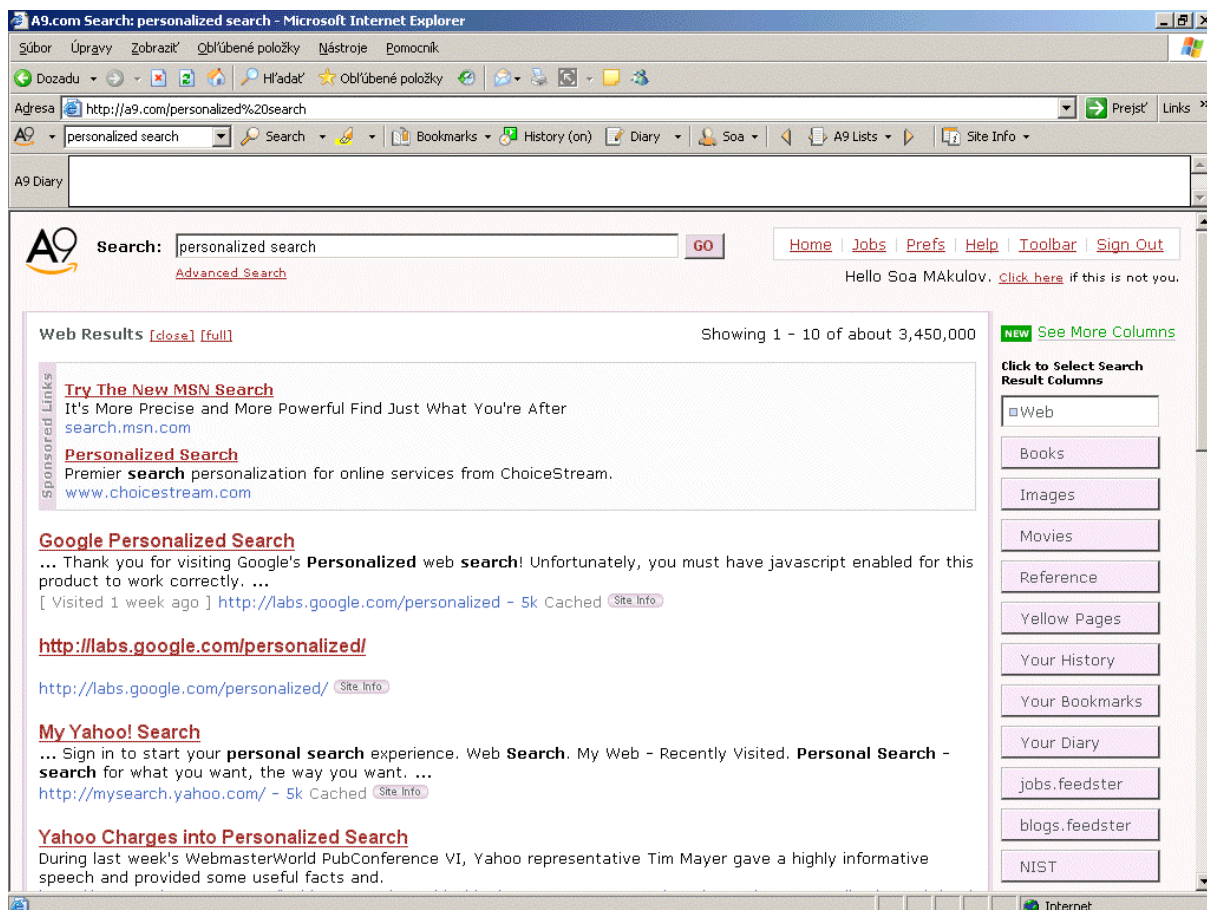 A9.com Search: personalized search - Microsoft Internet Explorer
Súbor Úpravy Zobraziť Obľúbené položky Nástroje Pomocník
Dozadu Hľadať Obľúbené položky
Adresa http://a9.com/personalized%20search Prejsť Links »
A9 personalized search Search Bookmarks History (on) Diary Soa A9 Lists Site Info
A9 Diary
A9 Search: personalized search GO Home | Jobs | Prefs | Help | Toolbar | Sign Out
Advanced Search
Hello Soa MAkulov. Click here if this is not you.
Web Results [close] [full] Showing 1 - 10 of about 3,450,000
Sponsored Links
Try The New MSN Search
It's More Precise and More Powerful Find Just What You're After
search.msn.com
Personalized Search
Premier search personalization for online services from ChoiceStream.
www.choicestream.com
Google Personalized Search
... Thank you for visiting Google's Personalized web search! Unfortunately, you must have javascript enabled for this
product to work correctly. ...
[ Visited 1 week ago ] http://labs.google.com/personalized - 5k Cached Site Info
http://labs.google.com/personalized/
http://labs.google.com/personalized/ Site Info
My Yahoo! Search
... Sign in to start your personal search experience. Web Search. My Web - Recently Visited. Personal Search -
search for what you want, the way you want. ...
http://mysearch.yahoo.com/ - 5k Cached Site Info
Yahoo Charges into Personalized Search
During last week's WebmasterWorld PubConference VI, Yahoo representative Tim Mayer gave a highly informative
speech and provided some useful facts and.
NEW See More Columns
Click to Select Search
Result Columns
Web
Books
Images
Movies
Reference
Yellow Pages
Your History
Your Bookmarks
Your Diary
jobs.feedster
blogs.feedster
NIST
Internet